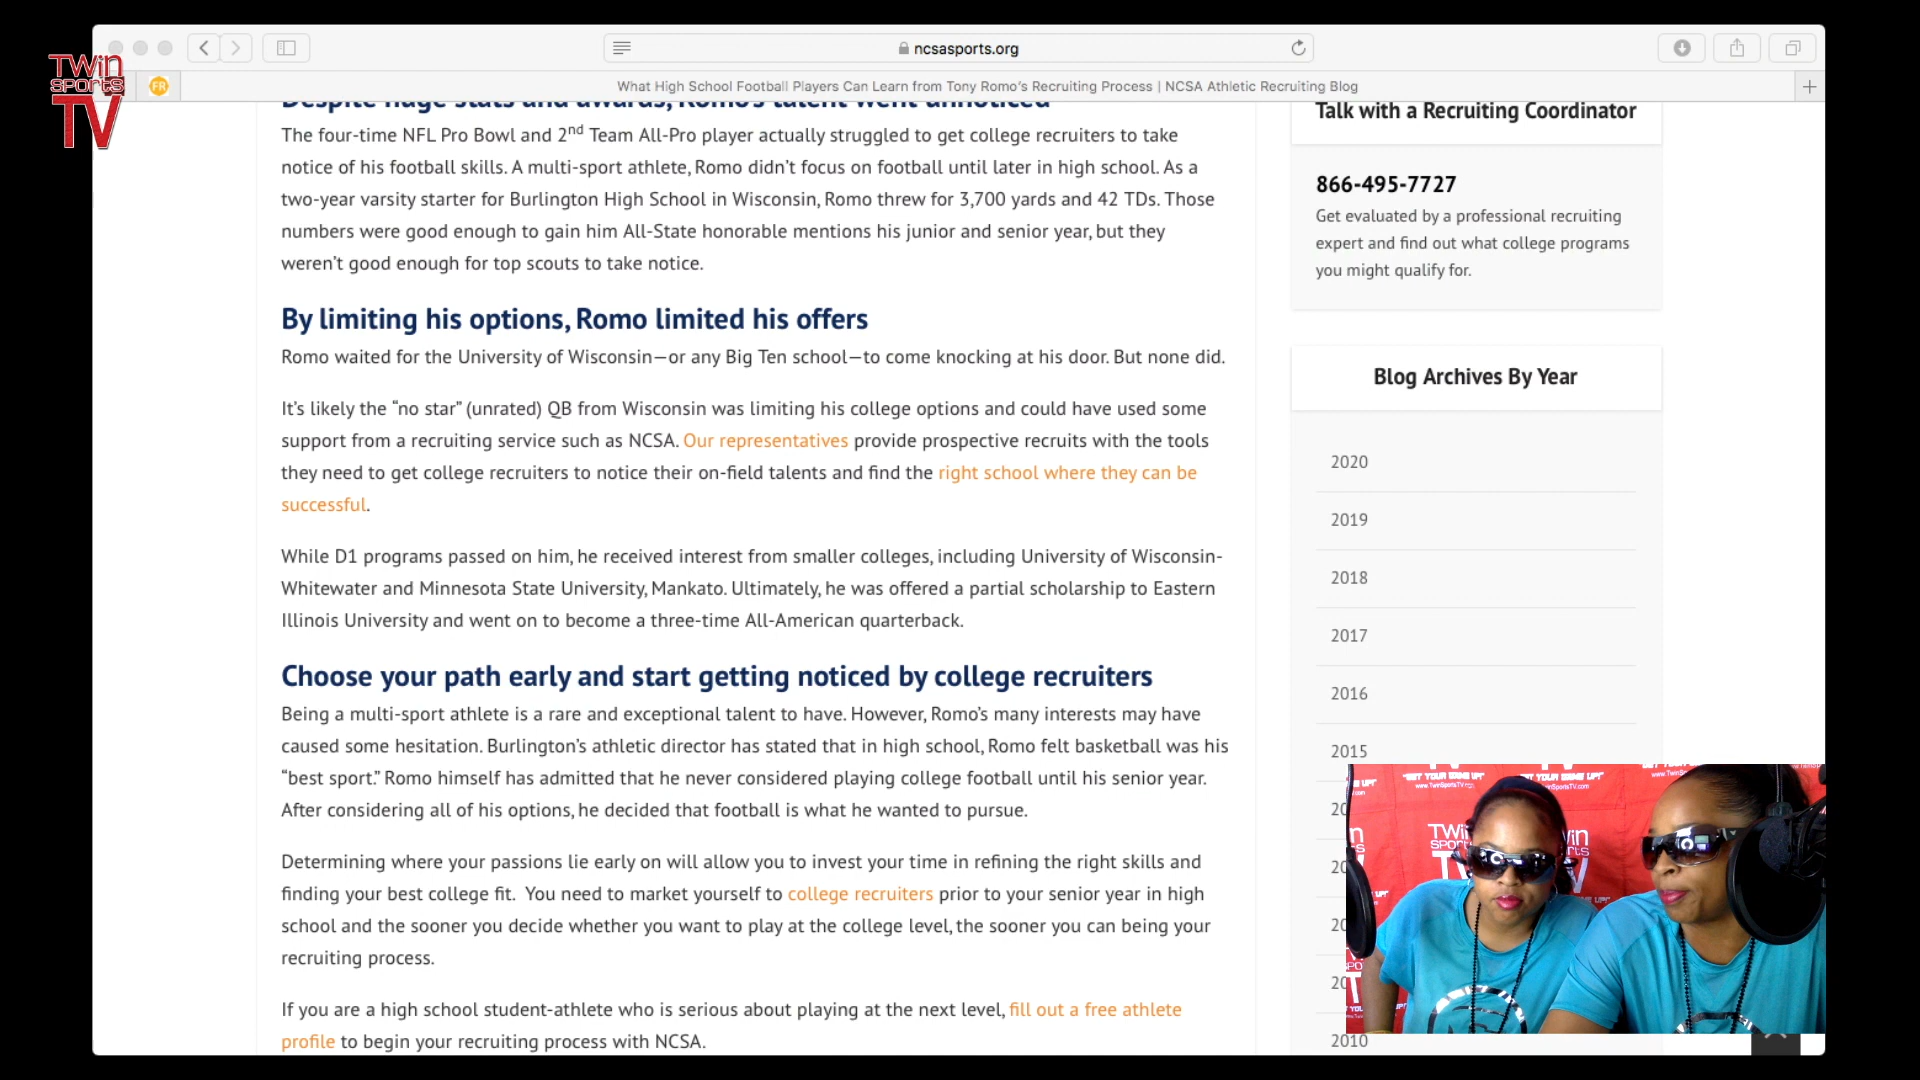 Twin
Sports
TV
ncsasports.org
FR
What High School Football Players Can Learn from Tony Romo's Recruiting Process | NCSA Athletic Recruiting Blog
Despite huge stats and awards, Romo's talent went unnoticed
The four-time NFL Pro Bowl and 2nd Team All-Pro player actually struggled to get college recruiters to take
notice of his football skills. A multi-sport athlete, Romo didn't focus on football until later in high school. As a
two-year varsity starter for Burlington High School in Wisconsin, Romo threw for 3,700 yards and 42 TDs. Those
numbers were good enough to gain him All-State honorable mentions his junior and senior year, but they
weren't good enough for top scouts to take notice.
By limiting his options, Romo limited his offers
Romo waited for the University of Wisconsin—or any Big Ten school—to come knocking at his door. But none did.
It's likely the “no star” (unrated) QB from Wisconsin was limiting his college options and could have used some
support from a recruiting service such as NCSA. Our representatives provide prospective recruits with the tools
they need to get college recruiters to notice their on-field talents and find the right school where they can be
successful.
While D1 programs passed on him, he received interest from smaller colleges, including University of Wisconsin-
Whitewater and Minnesota State University, Mankato. Ultimately, he was offered a partial scholarship to Eastern
Illinois University and went on to become a three-time All-American quarterback.
Choose your path early and start getting noticed by college recruiters
Being a multi-sport athlete is a rare and exceptional talent to have. However, Romo's many interests may have
caused some hesitation. Burlington's athletic director has stated that in high school, Romo felt basketball was his
“best sport.” Romo himself has admitted that he never considered playing college football until his senior year.
After considering all of his options, he decided that football is what he wanted to pursue.
Determining where your passions lie early on will allow you to invest your time in refining the right skills and
finding your best college fit. You need to market yourself to college recruiters prior to your senior year in high
school and the sooner you decide whether you want to play at the college level, the sooner you can being your
recruiting process.
If you are a high school student-athlete who is serious about playing at the next level, fill out a free athlete
profile to begin your recruiting process with NCSA.
Talk with a Recruiting Coordinator
866-495-7727
Get evaluated by a professional recruiting
expert and find out what college programs
you might qualify for.
Blog Archives By Year
2020
2019
2018
2017
2016
2015
2010
"GET YOUR GAME UP!"
www.TwinSportsTV.com